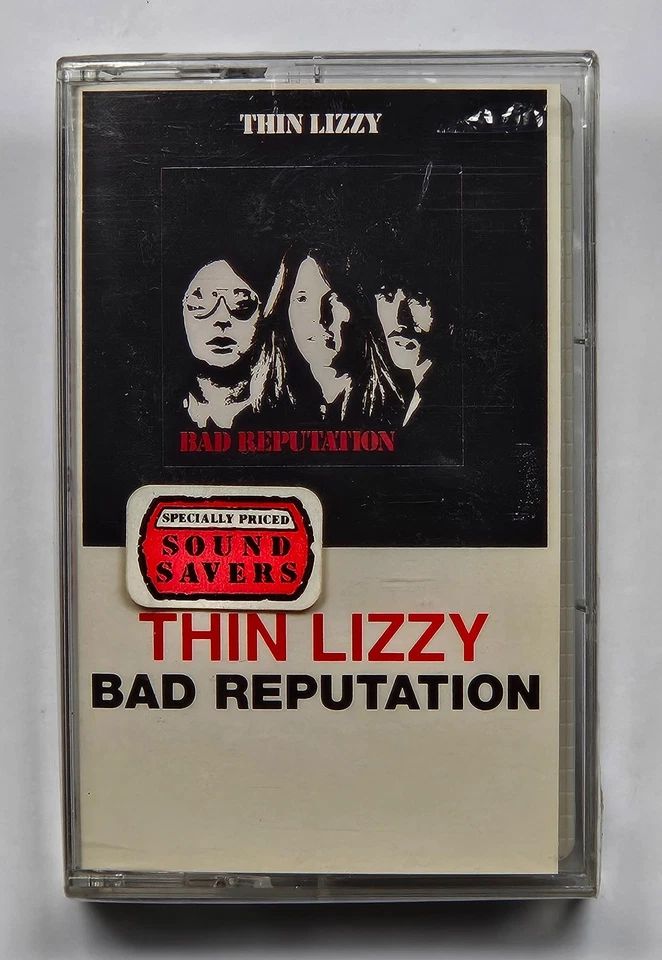 THIN LIZZY
BAD REPUTATION
SPECIALLY PRICED
SOUND
SAVERS
THIN LIZZY
BAD REPUTATION